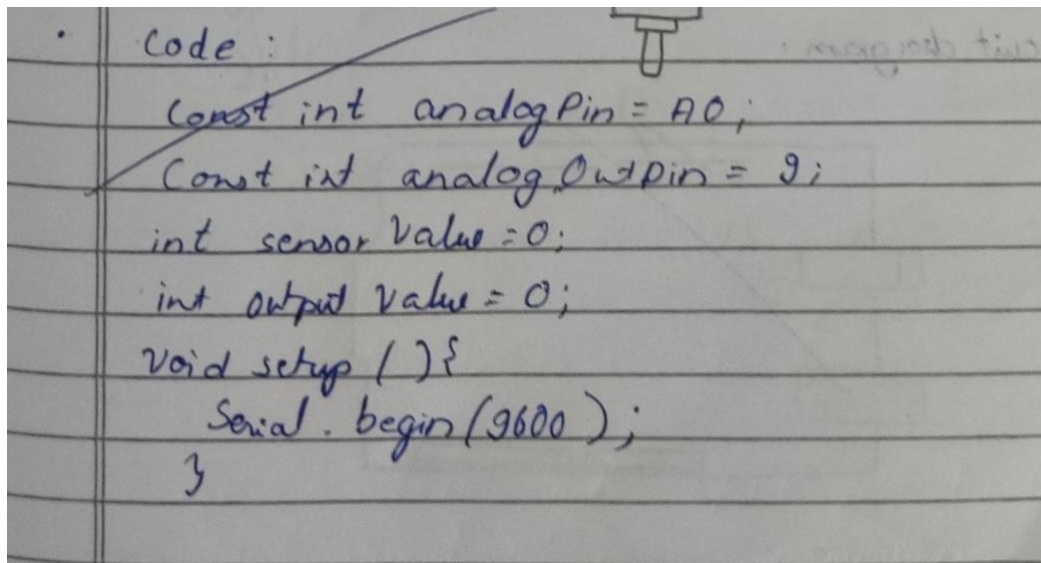 Code :
Const int analogPin = A0;
Const int analogOutPin = 9;
int sensor Value = 0;
int output Value = 0;
Void setup ( ) {
Serial . begin (9600 ) ;
}